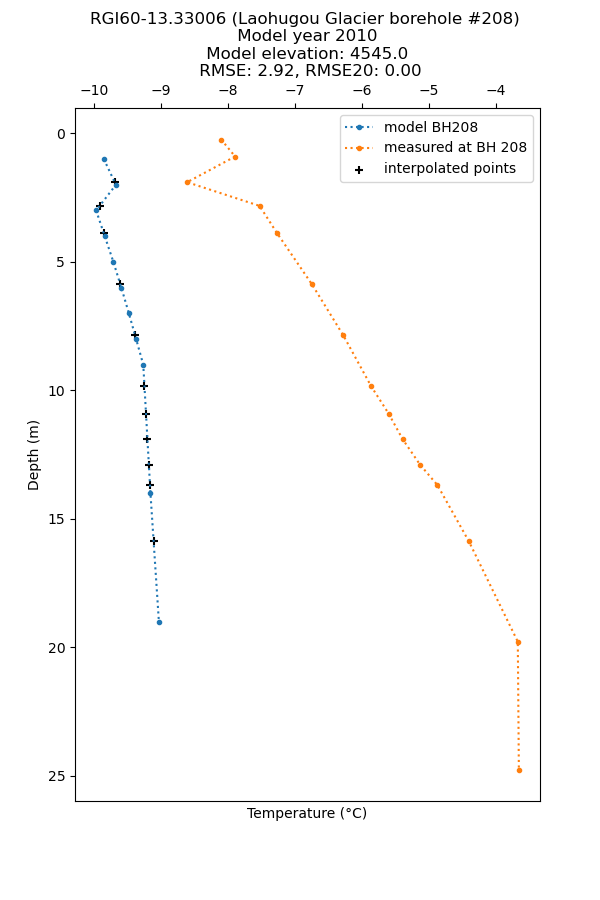 RGI60-13.33006 (Laohugou Glacier borehole #208)
Model year 2010
Model elevation: 4545.0
RMSE: 2.92, RMSE20: 0.00
−10 −9 −8 −7 −6 −5 −4
model BH208
measured at BH 208
interpolated points
0
5
10
15
20
25
Depth (m)
Temperature (°C)